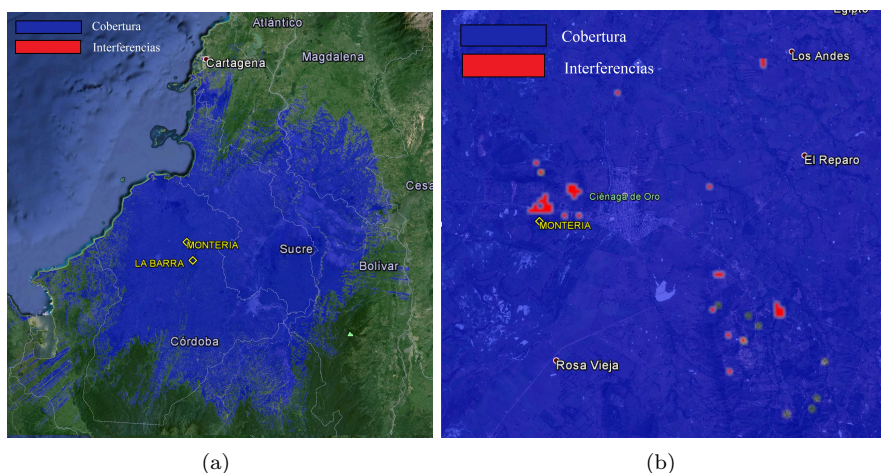 Cobertura
Interferencias
Atlántico
Magdalena
Cartagena
Cesa
MONTERIA
LA BARRA
Sucre
Bolivar
Córdoba
(a)
Cobertura
Interferencias
Egipto
Los Andes
El Reparo
Ciénaga de Oro
MONTERIA
Rosa Vieja
(b)